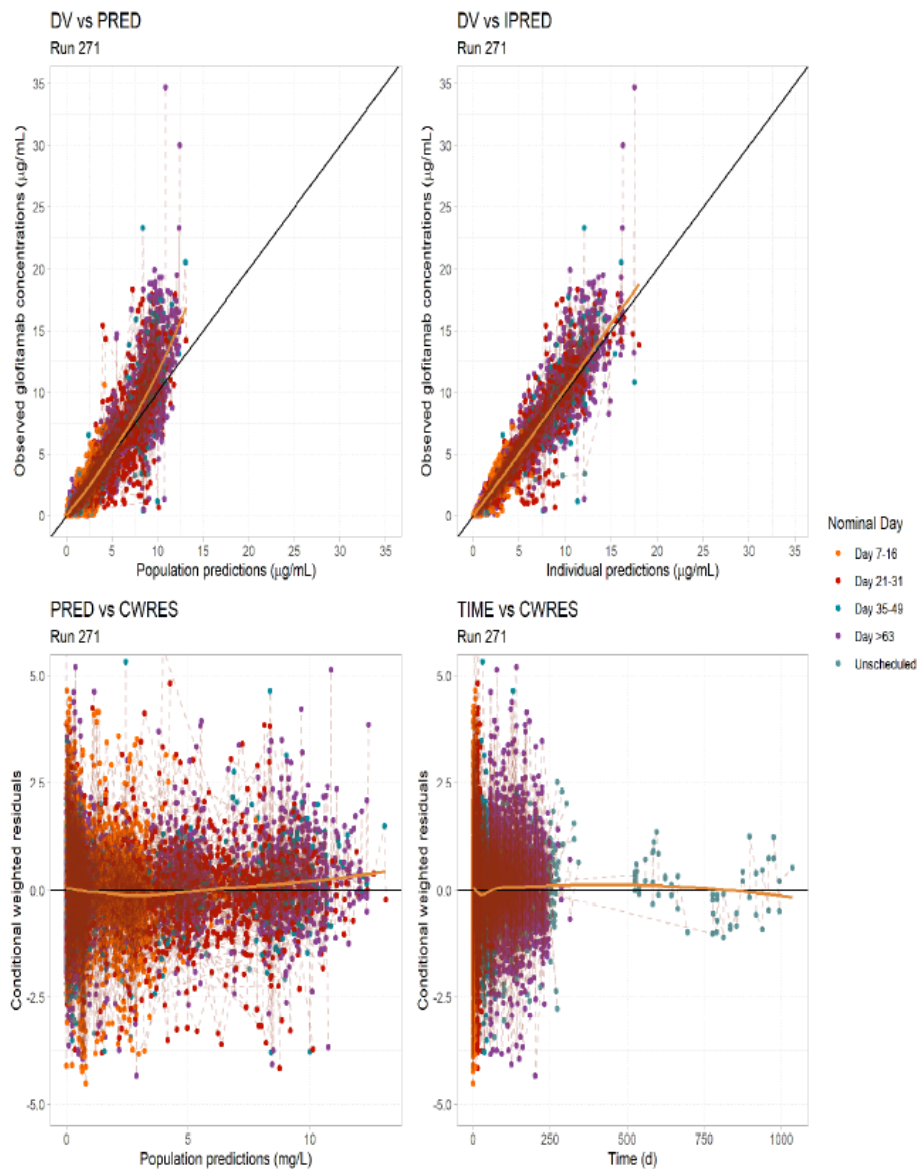 DV vs PRED
Run 271
Observed glofitamab concentrations (µg/mL)
35
30
25
20
15
10
5
0
0 5 10 15 20 25 30 35
Population predictions (µg/mL)
DV vs IPRED
Run 271
Observed glofitamab concentrations (µg/mL)
35
30
25
20
15
10
5
0
0 5 10 15 20 25 30 35
Individual predictions (µg/mL)
Nominal Day
Day 7-16
Day 21-31
Day 35-49
Day >63
Unscheduled
PRED vs CWRES
Run 271
Conditional weighted residuals
5.0
2.5
0.0
-2.5
-5.0
0 5 10
Population predictions (mg/L)
TIME vs CWRES
Run 271
Conditional weighted residuals
5.0
2.5
0.0
-2.5
-5.0
0 250 500 750 1000
Time (d)